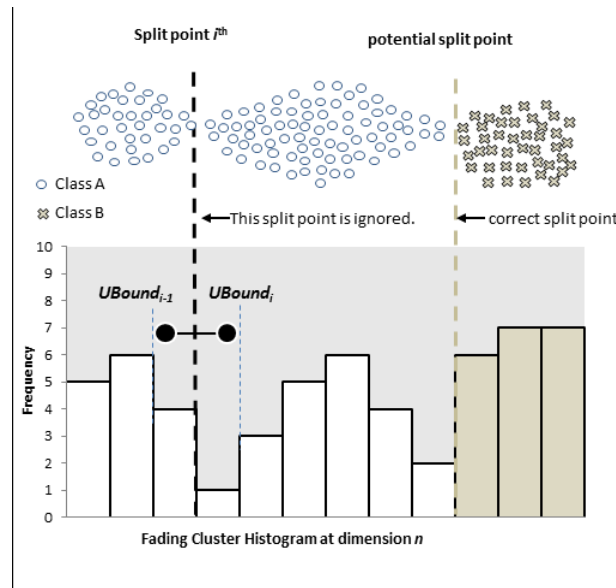 Split point iᵗʰ
potential split point
Class A
Class B
This split point is ignored.
correct split point
10
9
8
7
6
5
4
3
2
1
0
Frequency
UBoundᵢ₋₁
UBoundᵢ
Fading Cluster Histogram at dimension n